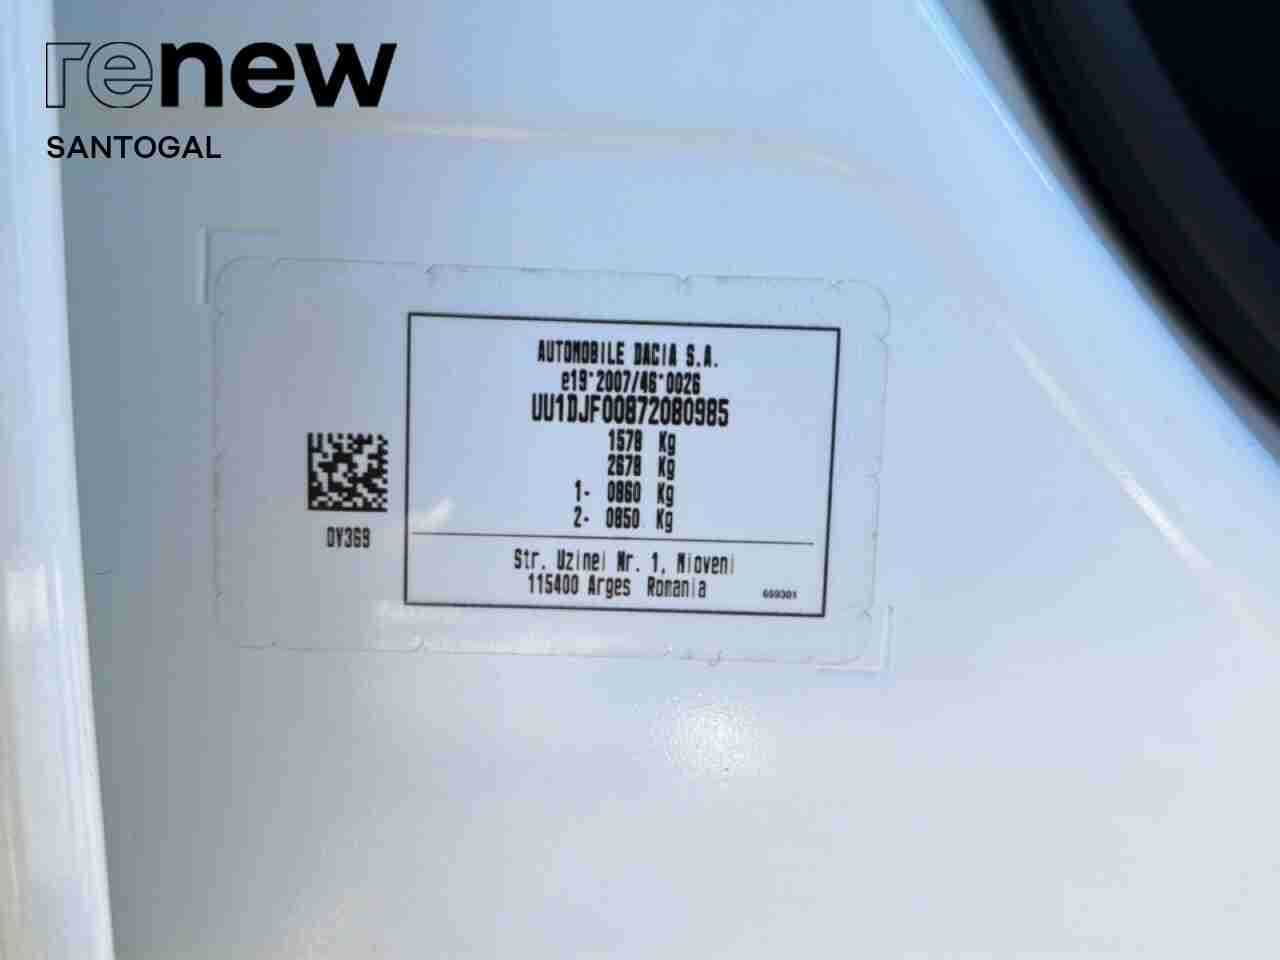 renew
SANTOGAL
AUTOMOBILE DACIA S.A.
e19*2007/46*0026
UU1DJF00872080985
1578 Kg
2678 Kg
1- 0860 Kg
2- 0850 Kg
DV369
Str. Uzinei Nr. 1, Mioveni
115400 Arges Romania
659301